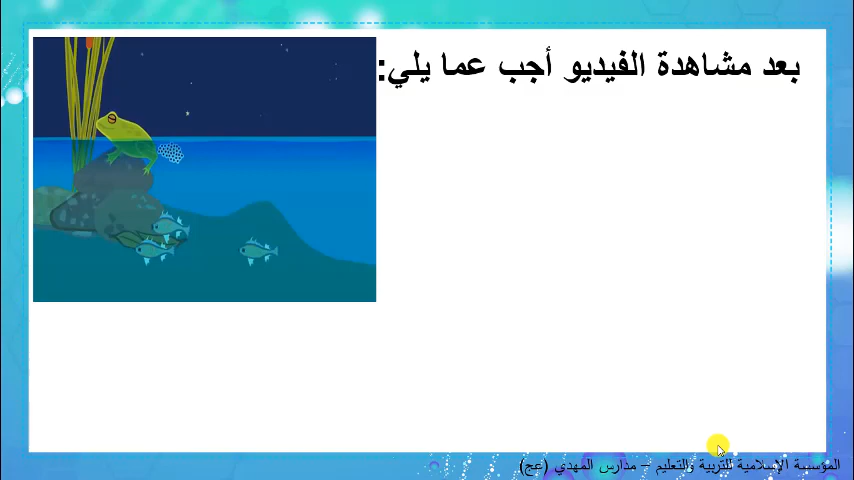 بعد مشاهدة الفيديو أجب عما يلي:
المؤسسة الإسلامية للتربية والتعليم – مدارس المهدي (عج)